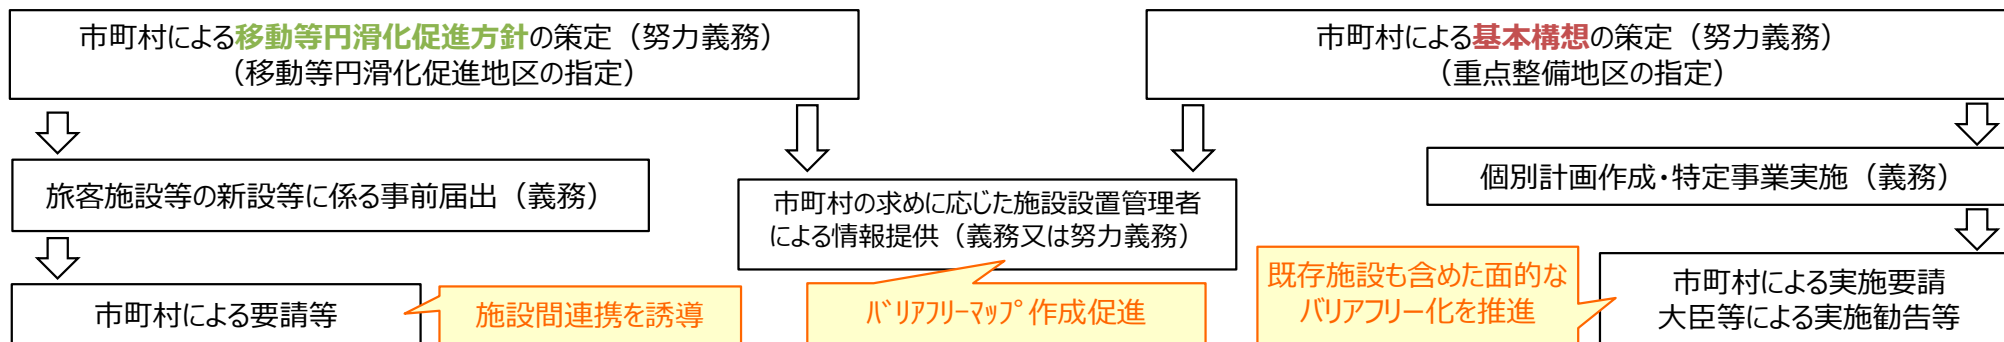 市町村による移動等円滑化促進方針の策定（努力義務）
（移動等円滑化促進地区の指定）
市町村による基本構想の策定（努力義務）
（重点整備地区の指定）
旅客施設等の新設等に係る事前届出（義務）
市町村の求めに応じた施設設置管理者
による情報提供（義務又は努力義務）
個別計画作成・特定事業実施（義務）
市町村による要請等
施設間連携を誘導
ﾊﾞﾘｱﾌﾘｰﾏｯﾌﾟ作成促進
既存施設も含めた面的な
バリアフリー化を推進
市町村による実施要請
大臣等による実施勧告等